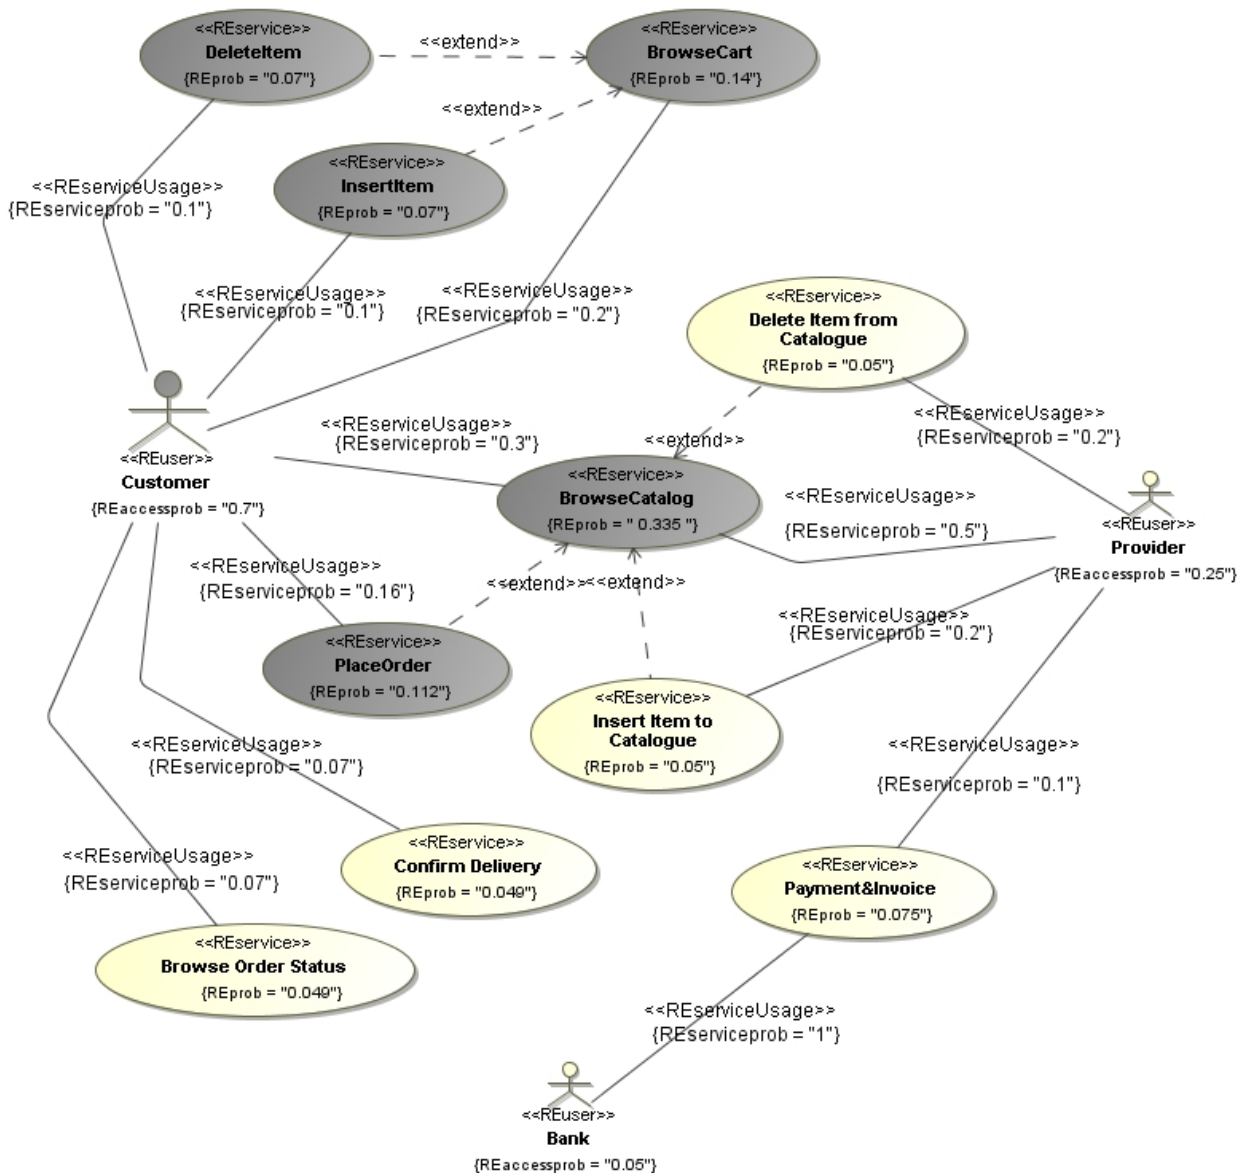 <<REservice>>
DeleteItem
{REprob = "0.07"}
<<extend>>
<<REservice>>
BrowseCart
{REprob = "0.14"}
<<extend>>
<<REservice>>
InsertItem
{REprob = "0.07"}
<<REserviceUsage>>
{REserviceprob = "0.1"}
<<REserviceUsage>>
{REserviceprob = "0.1"}
<<REserviceUsage>>
{REserviceprob = "0.2"}
<<REservice>>
Delete Item from
Catalogue
{REprob = "0.05"}
<<REserviceUsage>>
{REserviceprob = "0.3"}
<<extend>>
<<REserviceUsage>>
{REserviceprob = "0.2"}
<<REuser>>
Customer
{REaccessprob = "0.7"}
<<REservice>>
BrowseCatalog
{REprob = " 0.335 "}
<<REserviceUsage>>
{REserviceprob = "0.5"}
<<REuser>>
Provider
{REaccessprob = "0.25"}
<<REserviceUsage>>
{REserviceprob = "0.16"}
<<extend>>
<<extend>>
<<REserviceUsage>>
{REserviceprob = "0.2"}
<<REservice>>
PlaceOrder
{REprob = "0.112"}
<<REservice>>
Insert Item to
Catalogue
{REprob = "0.05"}
<<REserviceUsage>>
{REserviceprob = "0.07"}
<<REserviceUsage>>
{REserviceprob = "0.1"}
<<REserviceUsage>>
{REserviceprob = "0.07"}
<<REservice>>
Confirm Delivery
{REprob = "0.049"}
<<REservice>>
Payment&Invoice
{REprob = "0.075"}
<<REservice>>
Browse Order Status
{REprob = "0.049"}
<<REserviceUsage>>
{REserviceprob = "1"}
<<REuser>>
Bank
{REaccessprob = "0.05"}